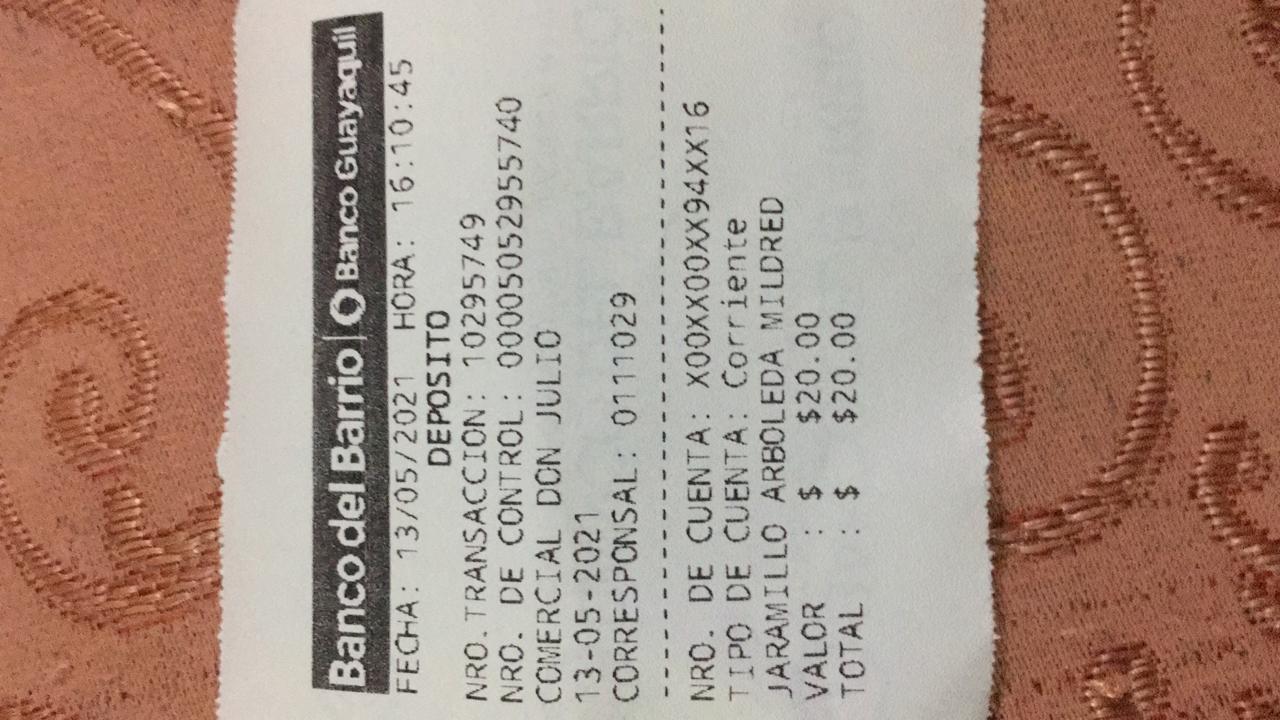 Banco del Barrio | Banco Guayaquil
FECHA: 13/05/2021 HORA: 16:10:45
DEPOSITO
NRO.TRANSACCION: 10295749
NRO. DE CONTROL: 00005052955740
COMERCIAL DON JULIO
13-05-2021
CORRESPONSAL: 0111029
NRO. DE CUENTA: X00XX00XX94XX16
TIPO DE CUENTA: Corriente
JARAMILLO ARBOLEDA MILDRED
VALOR : $ $20.00
TOTAL : $ $20.00